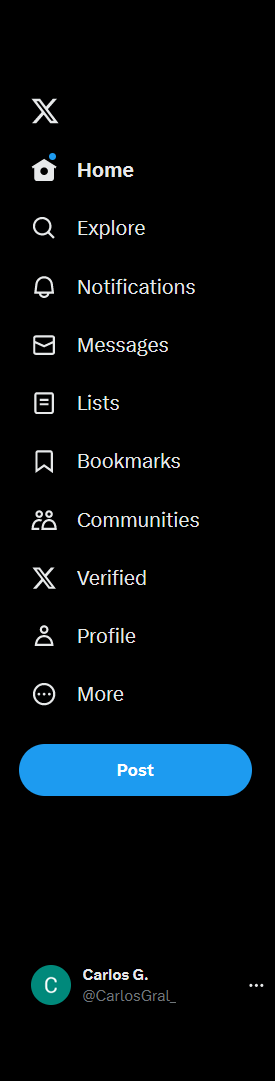 Home
Explore
Notifications
Messages
Lists
Bookmarks
Communities
Verified
Profile
More
Post
C
Carlos G.
@CarlosGral_